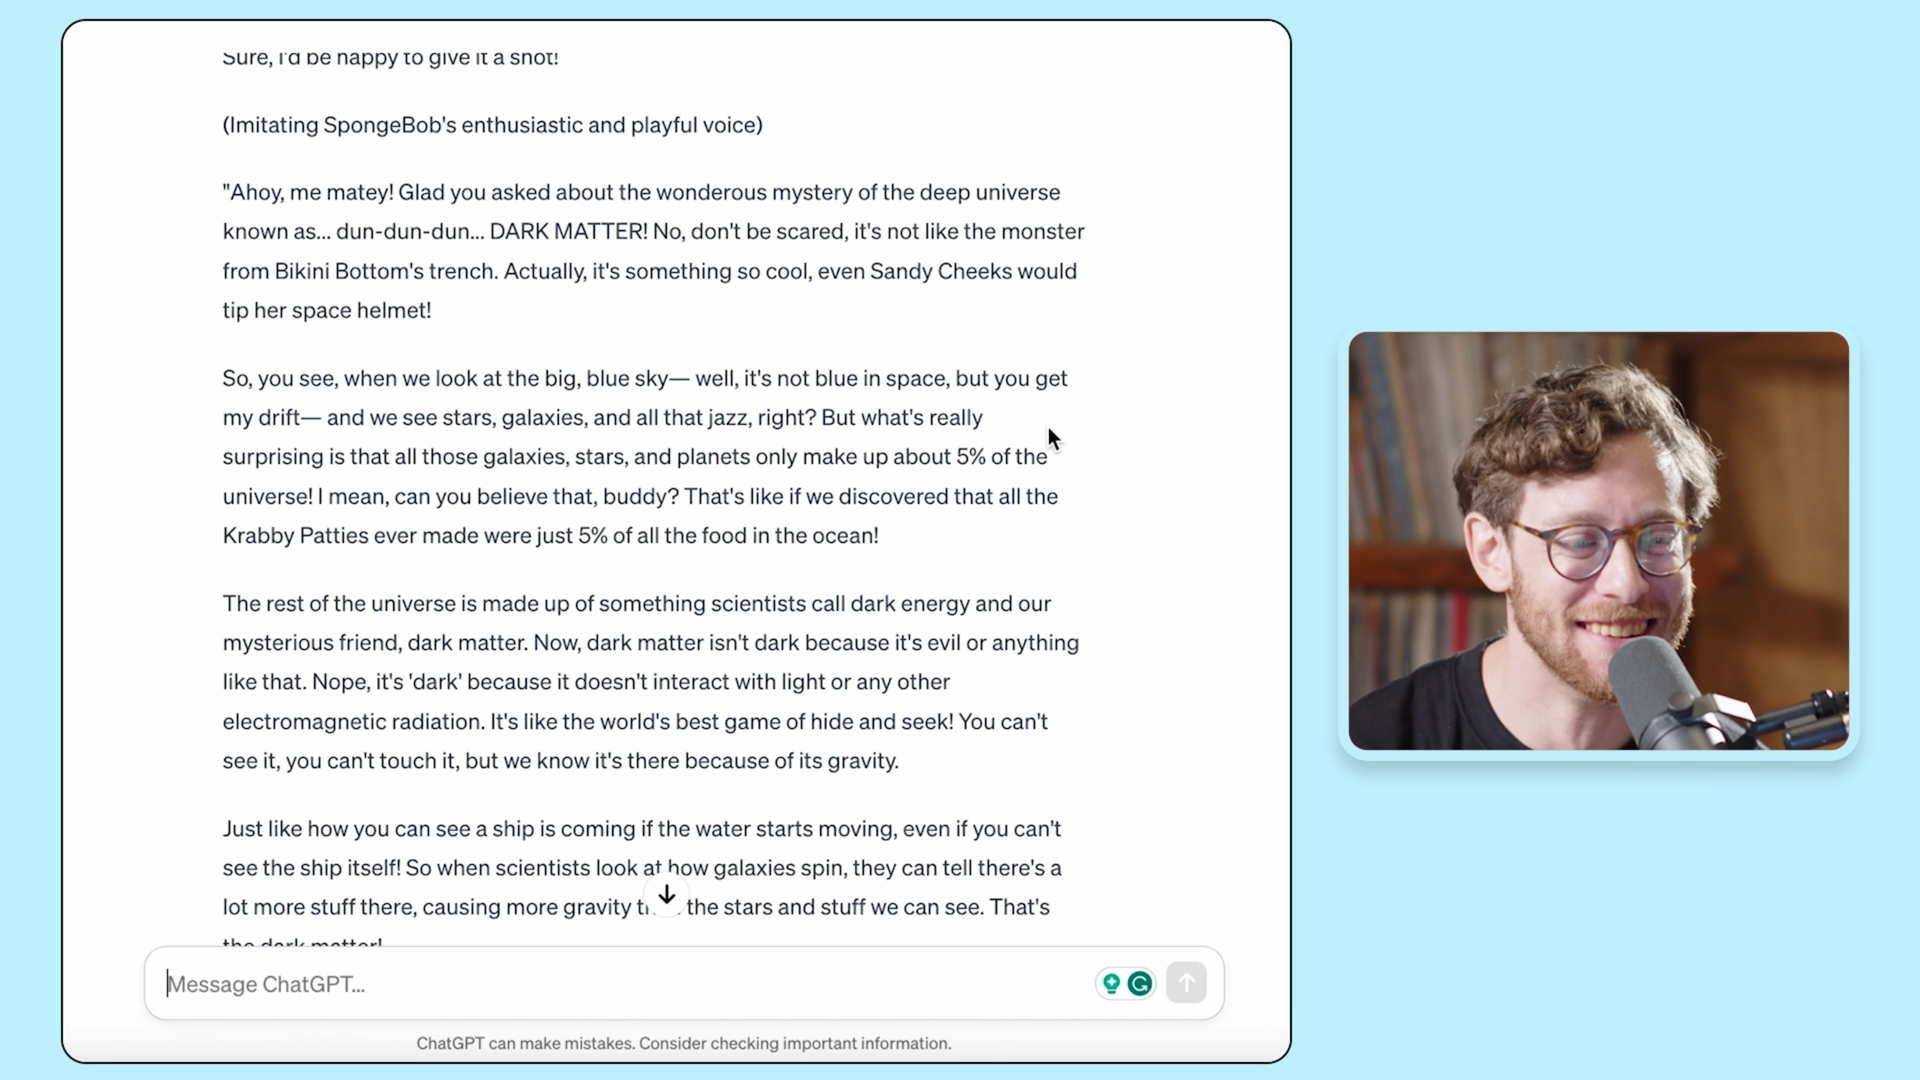 Sure, I'd be happy to give it a shot!
(Imitating SpongeBob's enthusiastic and playful voice)
"Ahoy, me matey! Glad you asked about the wonderous mystery of the deep universe
known as... dun-dun-dun... DARK MATTER! No, don't be scared, it's not like the monster
from Bikini Bottom's trench. Actually, it's something so cool, even Sandy Cheeks would
tip her space helmet!
So, you see, when we look at the big, blue sky— well, it's not blue in space, but you get
my drift— and we see stars, galaxies, and all that jazz, right? But what's really
surprising is that all those galaxies, stars, and planets only make up about 5% of the
universe! I mean, can you believe that, buddy? That's like if we discovered that all the
Krabby Patties ever made were just 5% of all the food in the ocean!
The rest of the universe is made up of something scientists call dark energy and our
mysterious friend, dark matter. Now, dark matter isn't dark because it's evil or anything
like that. Nope, it's 'dark' because it doesn't interact with light or any other
electromagnetic radiation. It's like the world's best game of hide and seek! You can't
see it, you can't touch it, but we know it's there because of its gravity.
Just like how you can see a ship is coming if the water starts moving, even if you can't
see the ship itself! So when scientists look at how galaxies spin, they can tell there's a
lot more stuff there, causing more gravity the stars and stuff we can see. That's
the dark matter!
Message ChatGPT...
ChatGPT can make mistakes. Consider checking important information.